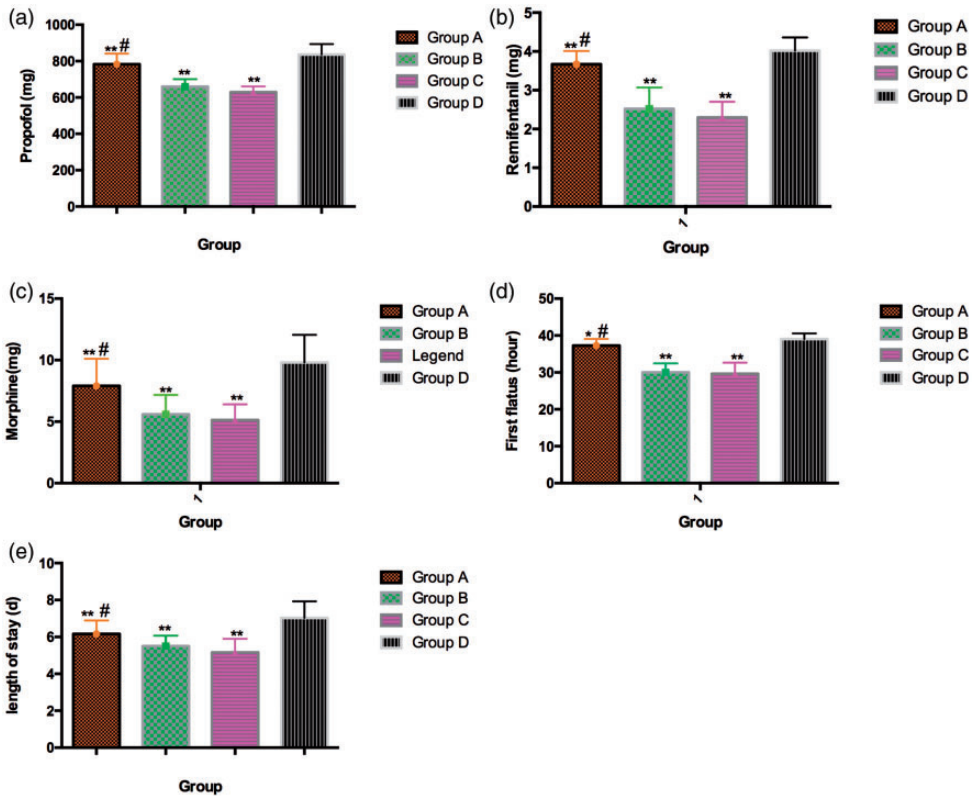 (a)
1000
800
600
400
200
0
Propofol (mg)
**#
**
**
Group
Group A
Group B
Group C
Group D
(b)
5
4
3
2
1
0
Remifentanil (mg)
**#
**
**
1
Group
Group A
Group B
Group C
Group D
(c)
15
10
5
0
Morphine(mg)
** #
**
**
1
Group
Group A
Group B
Legend
Group D
(d)
50
40
30
20
10
0
First flatus (hour)
* #
**
**
1
Group
Group A
Group B
Group C
Group D
(e)
10
8
6
4
2
0
length of stay (d)
** #
**
**
Group
Group A
Group B
Group C
Group D